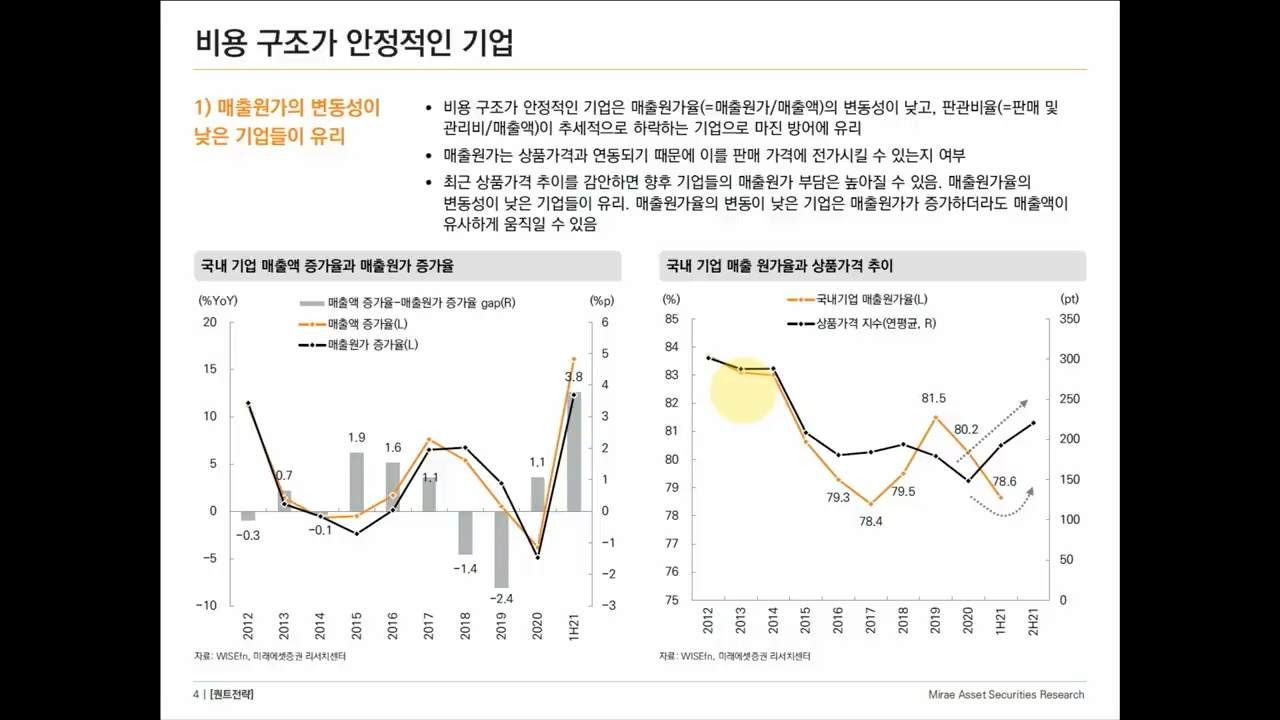 비용 구조가 안정적인 기업
1) 매출원가의 변동성이
낮은 기업들이 유리
• 비용 구조가 안정적인 기업은 매출원가율(=매출원가/매출액)의 변동성이 낮고, 판관비율(=판매 및
관리비/매출액)이 추세적으로 하락하는 기업으로 마진 방어에 유리
• 매출원가는 상품가격과 연동되기 때문에 이를 판매 가격에 전가시킬 수 있는지 여부
• 최근 상품가격 추이를 감안하면 향후 기업들의 매출원가 부담은 높아질 수 있음. 매출원가율의
변동성이 낮은 기업들이 유리. 매출원가율의 변동이 낮은 기업은 매출원가가 증가하더라도 매출액이
유사하게 움직일 수 있음
국내 기업 매출액 증가율과 매출원가 증가율
(%YoY)
(%p)
매출액 증가율-매출원가 증가율 gap(R)
매출액 증가율(L)
매출원가 증가율(L)
20
15
10
5
0
-5
-10
6
5
4
3
2
1
0
-1
-2
-3
-0.3
0.7
-0.1
1.9
1.6
1.1
-1.4
-2.4
1.1
3.8
2012
2013
2014
2015
2016
2017
2018
2019
2020
1H21
자료: WISEfn, 미래에셋증권 리서치센터
국내 기업 매출 원가율과 상품가격 추이
(%)
(pt)
국내기업 매출원가율(L)
상품가격 지수(연평균, R)
85
84
83
82
81
80
79
78
77
76
75
350
300
250
200
150
100
50
0
79.3
78.4
79.5
81.5
80.2
78.6
2012
2013
2014
2015
2016
2017
2018
2019
2020
1H21
2H21
자료: WISEfn, 미래에셋증권 리서치센터
4 | [퀀트전략]
Mirae Asset Securities Research